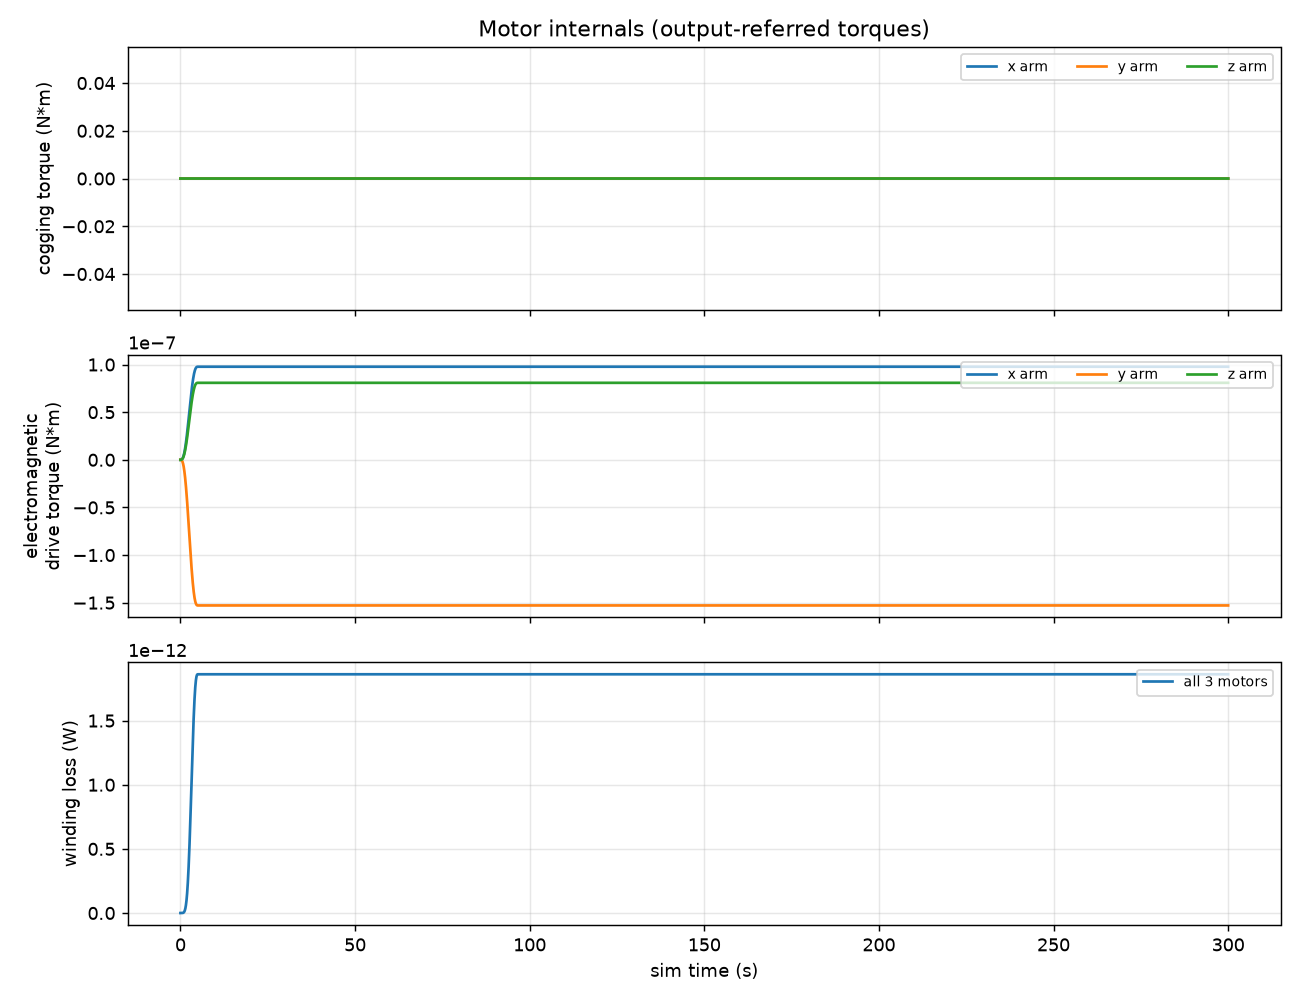 Motor internals (output-referred torques)
x arm y arm z arm
cogging torque (N*m)
0.04
0.02
0.00
−0.02
−0.04
1e−7
x arm y arm z arm
electromagnetic
drive torque (N*m)
1.0
0.5
0.0
−0.5
−1.0
−1.5
1e−12
all 3 motors
winding loss (W)
1.5
1.0
0.5
0.0
0 50 100 150 200 250 300
sim time (s)